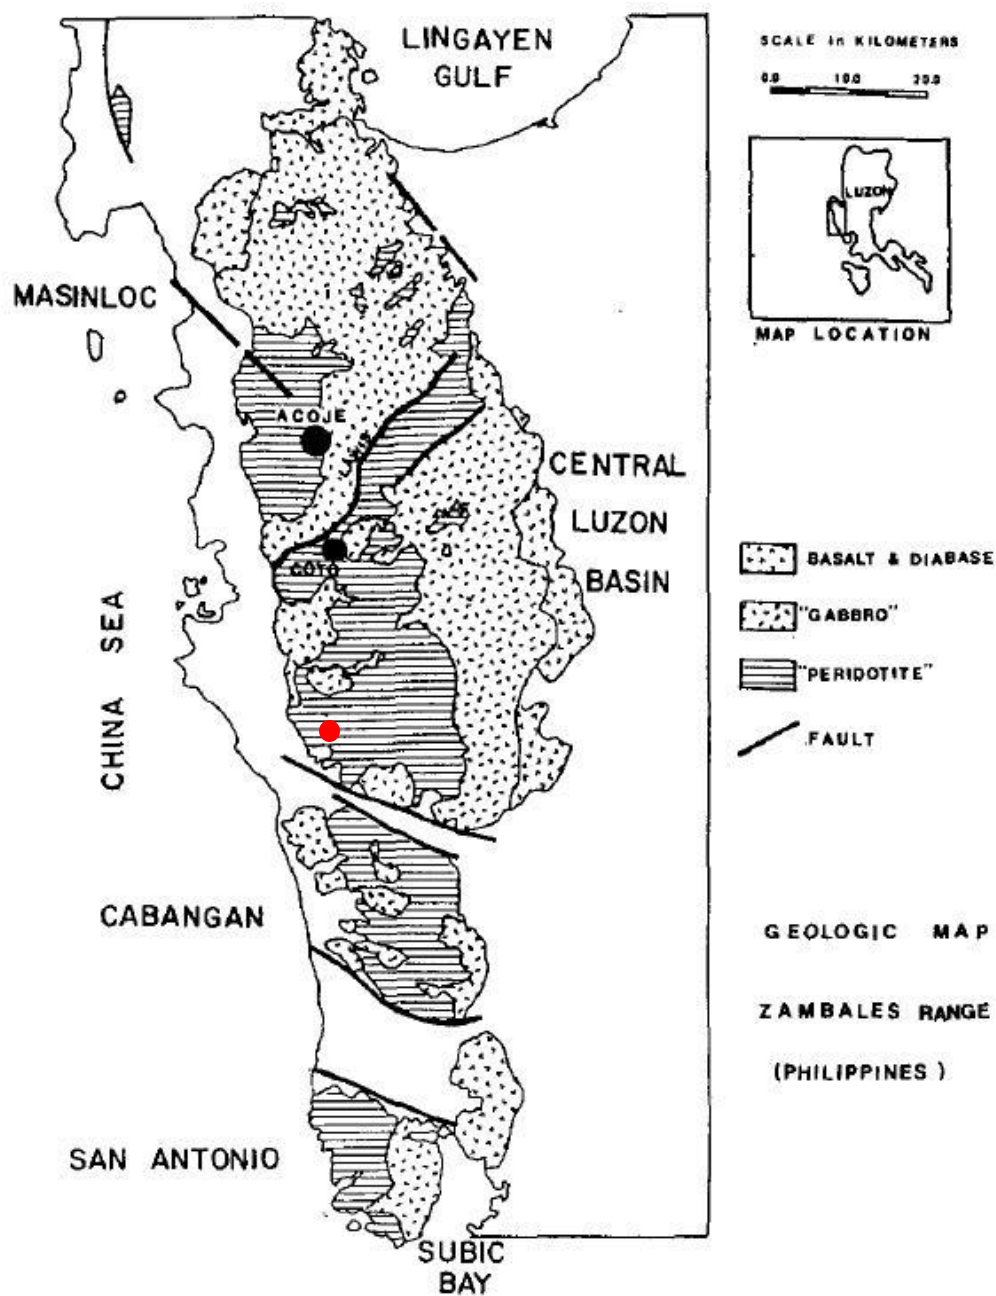 LINGAYEN
GULF
SCALE in KILOMETERS
0.0 10.0 20.0
LUZON
MAP LOCATION
MASINLOC
ACOJE
LAWIS
COTO
CENTRAL
LUZON
BASIN
CHINA SEA
BASALT & DIABASE
"GABBRO"
"PERIDOTITE"
FAULT
CABANGAN
GEOLOGIC MAP
ZAMBALES RANGE
(PHILIPPINES)
SAN ANTONIO
SUBIC
BAY